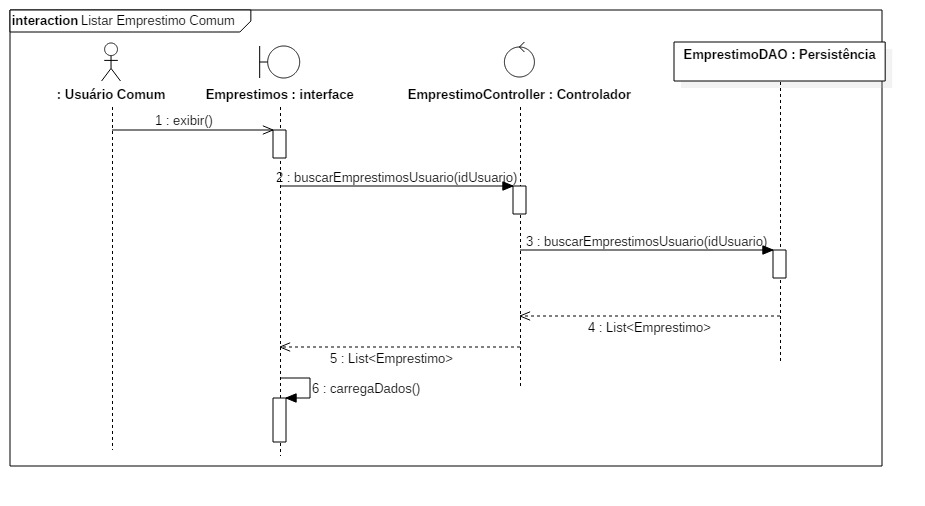 interaction Listar Emprestimo Comum
: Usuário Comum
Emprestimos : interface
EmprestimoController : Controlador
EmprestimoDAO : Persistência
1 : exibir()
2 : buscarEmprestimosUsuario(idUsuario)
3 : buscarEmprestimosUsuario(idUsuario)
4 : List<Emprestimo>
5 : List<Emprestimo>
6 : carregaDados()